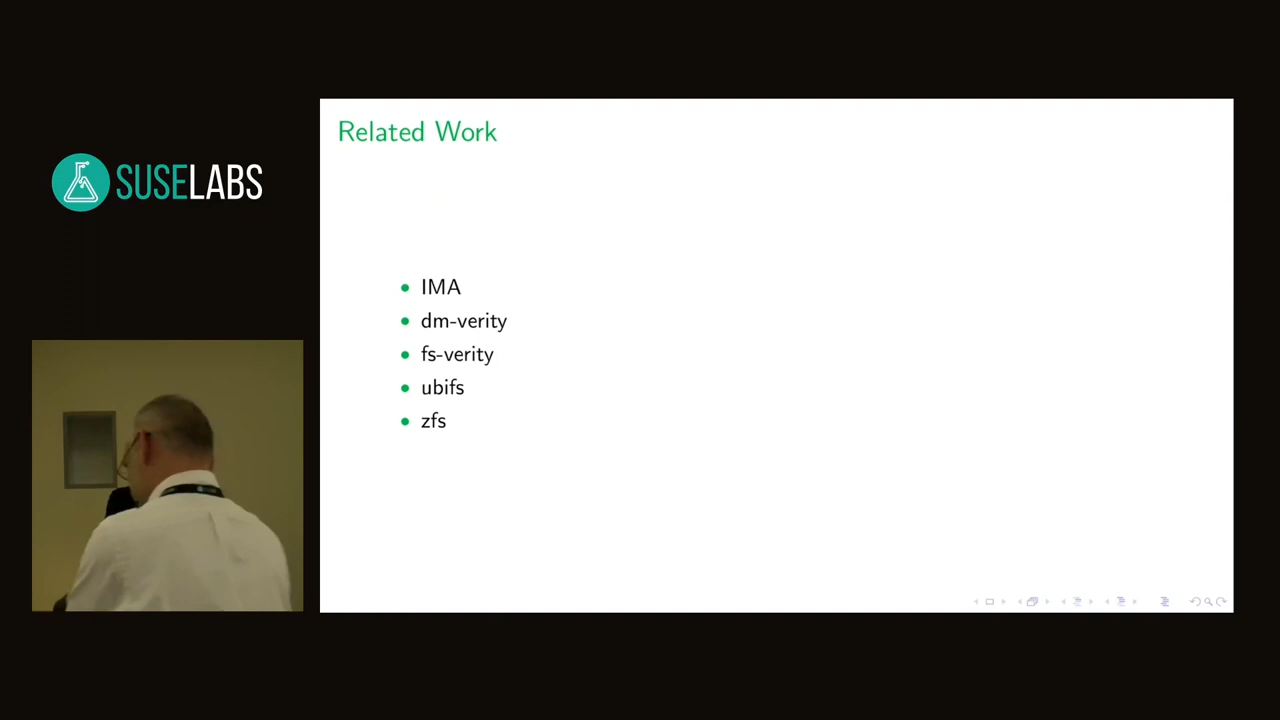 SUSELABS
Related Work
IMA
dm-verity
fs-verity
ubifs
zfs